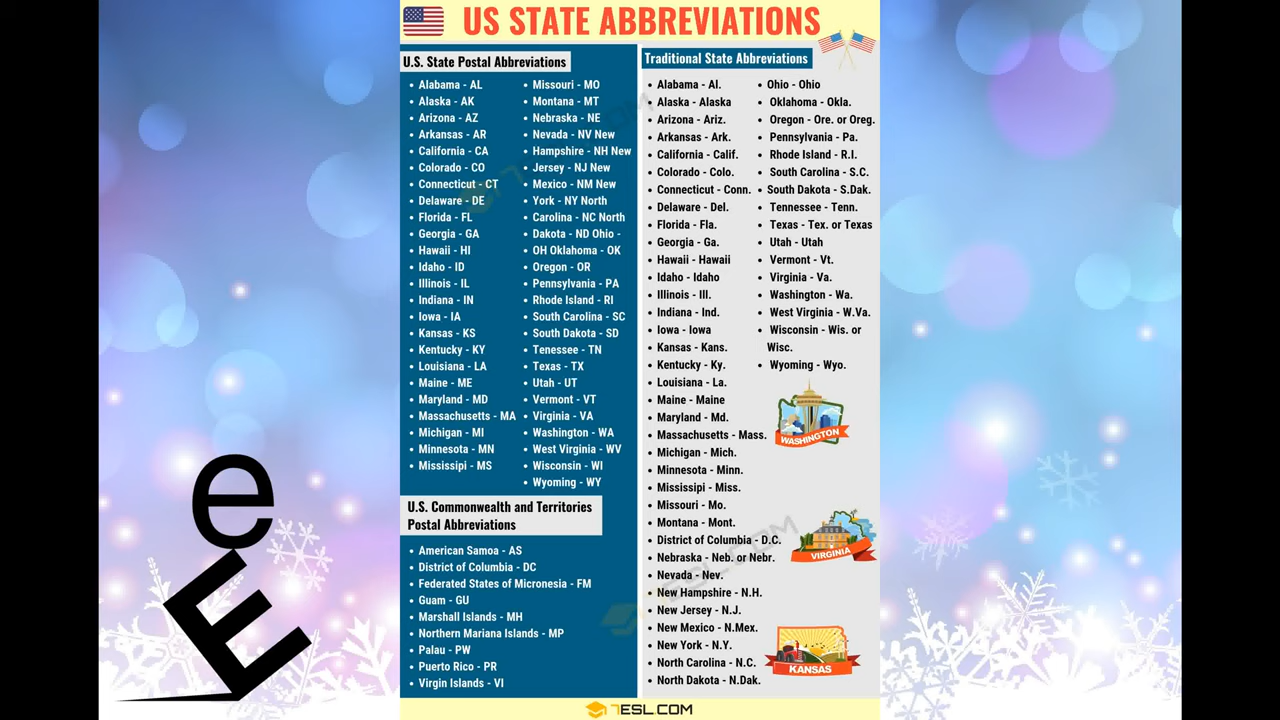 US STATE ABBREVIATIONS
U.S. State Postal Abbreviations
Alabama - AL
Alaska - AK
Arizona - AZ
Arkansas - AR
California - CA
Colorado - CO
Connecticut - CT
Delaware - DE
Florida - FL
Georgia - GA
Hawaii - HI
Idaho - ID
Illinois - IL
Indiana - IN
Iowa - IA
Kansas - KS
Kentucky - KY
Louisiana - LA
Maine - ME
Maryland - MD
Massachusetts - MA
Michigan - MI
Minnesota - MN
Mississipi - MS
Missouri - MO
Montana - MT
Nebraska - NE
Nevada - NV New
Hampshire - NH New
Jersey - NJ New
Mexico - NM New
York - NY North
Carolina - NC North
Dakota - ND Ohio -
OH Oklahoma - OK
Oregon - OR
Pennsylvania - PA
Rhode Island - RI
South Carolina - SC
South Dakota - SD
Tenessee - TN
Texas - TX
Utah - UT
Vermont - VT
Virginia - VA
Washington - WA
West Virginia - WV
Wisconsin - WI
Wyoming - WY
U.S. Commonwealth and Territories
Postal Abbreviations
American Samoa - AS
District of Columbia - DC
Federated States of Micronesia - FM
Guam - GU
Marshall Islands - MH
Northern Mariana Islands - MP
Palau - PW
Puerto Rico - PR
Virgin Islands - VI
Traditional State Abbreviations
Alabama - Al.
Alaska - Alaska
Arizona - Ariz.
Arkansas - Ark.
California - Calif.
Colorado - Colo.
Connecticut - Conn.
Delaware - Del.
Florida - Fla.
Georgia - Ga.
Hawaii - Hawaii
Idaho - Idaho
Illinois - Ill.
Indiana - Ind.
Iowa - Iowa
Kansas - Kans.
Kentucky - Ky.
Louisiana - La.
Maine - Maine
Maryland - Md.
Massachusetts - Mass.
Michigan - Mich.
Minnesota - Minn.
Mississipi - Miss.
Missouri - Mo.
Montana - Mont.
District of Columbia - D.C.
Nebraska - Neb. or Nebr.
Nevada - Nev.
New Hampshire - N.H.
New Jersey - N.J.
New Mexico - N.Mex.
New York - N.Y.
North Carolina - N.C.
North Dakota - N.Dak.
Ohio - Ohio
Oklahoma - Okla.
Oregon - Ore. or Oreg.
Pennsylvania - Pa.
Rhode Island - R.I.
South Carolina - S.C.
South Dakota - S.Dak.
Tennessee - Tenn.
Texas - Tex. or Texas
Utah - Utah
Vermont - Vt.
Virginia - Va.
Washington - Wa.
West Virginia - W.Va.
Wisconsin - Wis. or
Wisc.
Wyoming - Wyo.
WASHINGTON
VIRGINIA
KANSAS
7ESL.COM
e
E